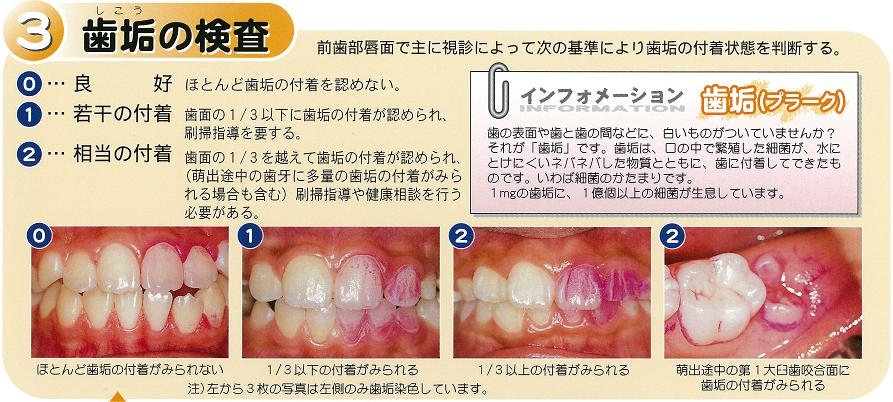 しこう
3 歯垢の検査
前歯部唇面で主に視診によって次の基準により歯垢の付着状態を判断する。
0 … 良　　好 ほとんど歯垢の付着を認めない。
1 … 若干の付着 歯面の1/3以下に歯垢の付着が認められ、
刷掃指導を要する。
2 … 相当の付着 歯面の1/3を越えて歯垢の付着が認められ、
（萌出途中の歯牙に多量の歯垢の付着がみら
れる場合も含む）刷掃指導や健康相談を行う
必要がある。
インフォメーション 歯垢(プラーク)
INFORMATION
歯の表面や歯と歯の間などに、白いものがついていませんか？
それが「歯垢」です。歯垢は、口の中で繁殖した細菌が、水に
とけにくいネバネバした物質とともに、歯に付着してできたも
のです。いわば細菌のかたまりです。
1mgの歯垢に、1億個以上の細菌が生息しています。
0
1
2
2
ほとんど歯垢の付着がみられない
1/3以下の付着がみられる
1/3以上の付着がみられる
萌出途中の第1大臼歯咬合面に
歯垢の付着がみられる
注）左から3枚の写真は左側のみ歯垢染色しています。